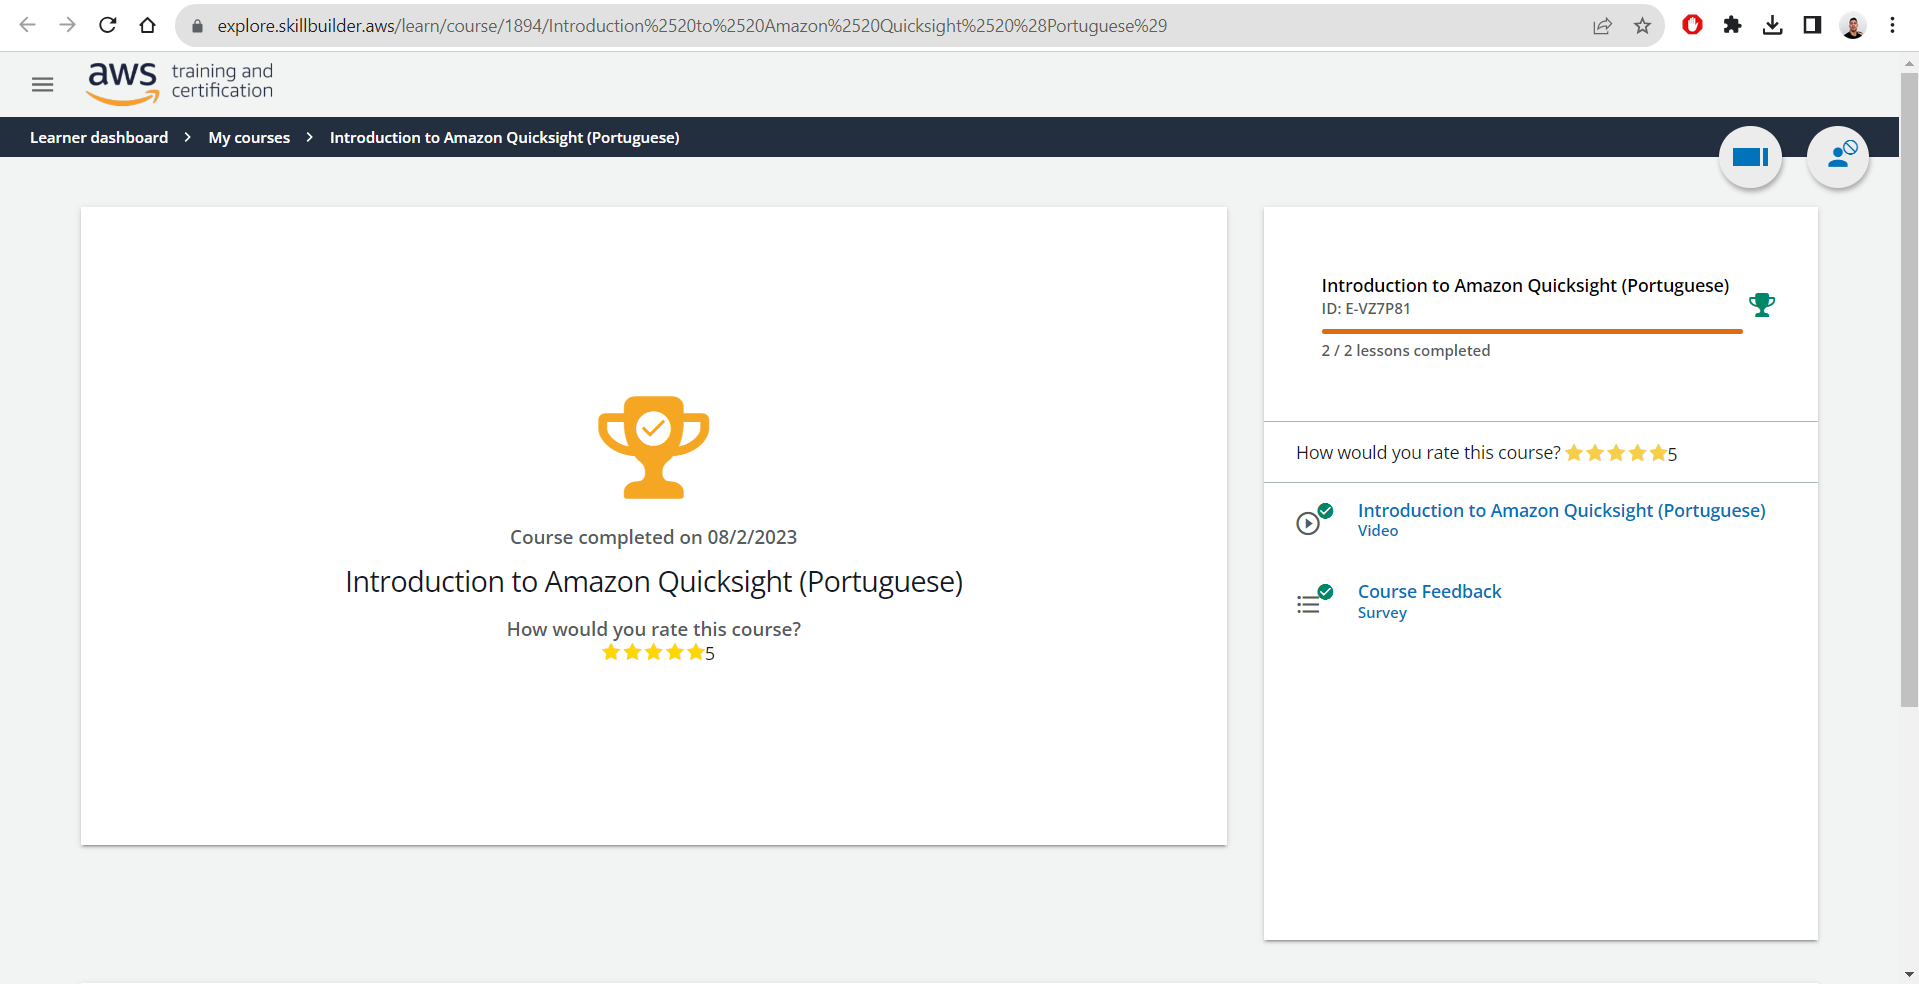 explore.skillbuilder.aws/learn/course/1894/Introduction%2520to%2520Amazon%2520Quicksight%2520%28Portuguese%29
aws training and
certification
Learner dashboard > My courses > Introduction to Amazon Quicksight (Portuguese)
Course completed on 08/2/2023
Introduction to Amazon Quicksight (Portuguese)
How would you rate this course?
5
Introduction to Amazon Quicksight (Portuguese)
ID: E-VZ7P81
2 / 2 lessons completed
How would you rate this course? 5
Introduction to Amazon Quicksight (Portuguese)
Video
Course Feedback
Survey